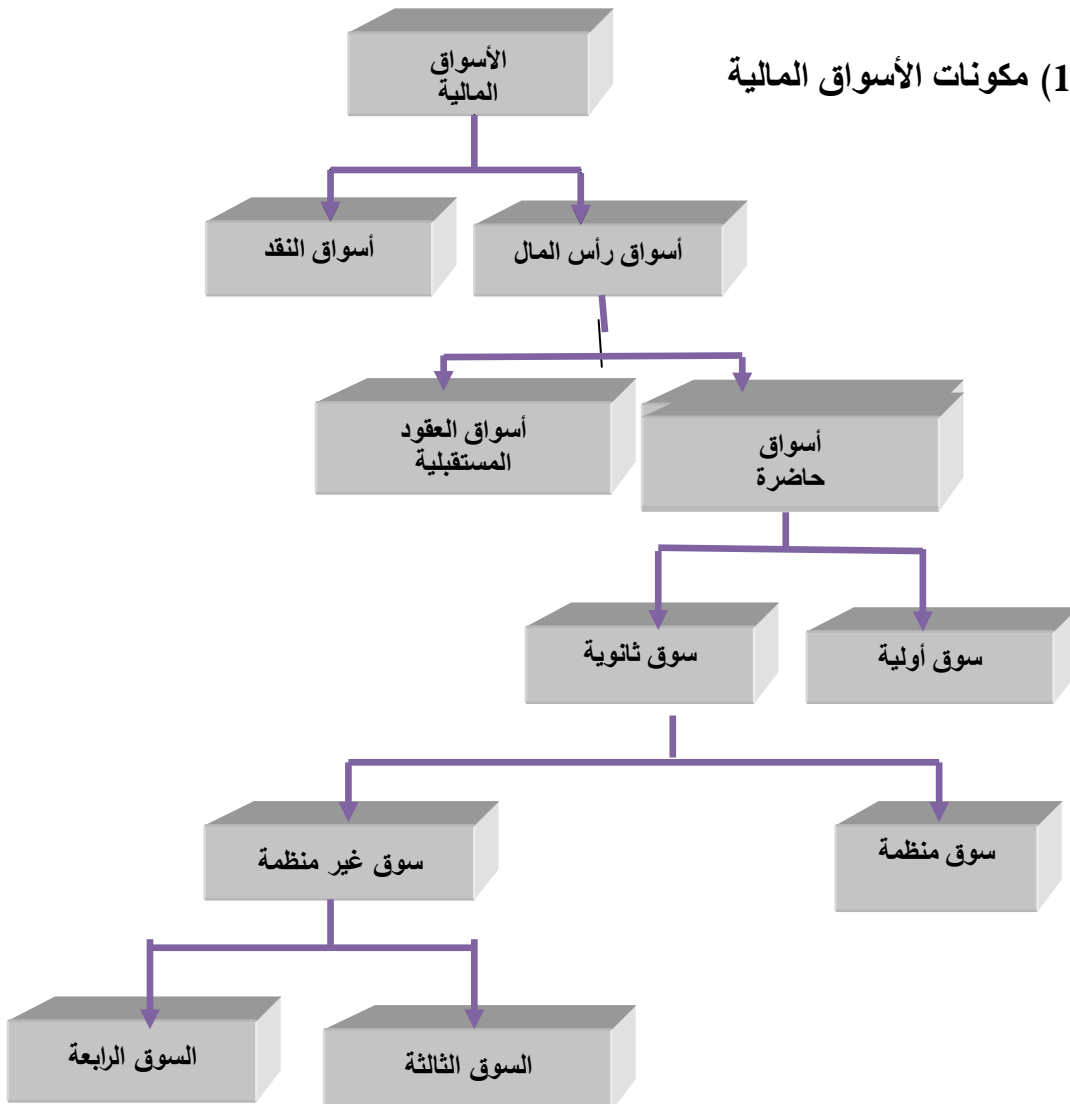 1) مكونات الأسواق المالية
الأسواق
المالية
أسواق رأس المال
أسواق النقد
أسواق
حاضرة
أسواق العقود
المستقبلية
سوق أولية
سوق ثانوية
سوق منظمة
سوق غير منظمة
السوق الثالثة
السوق الرابعة